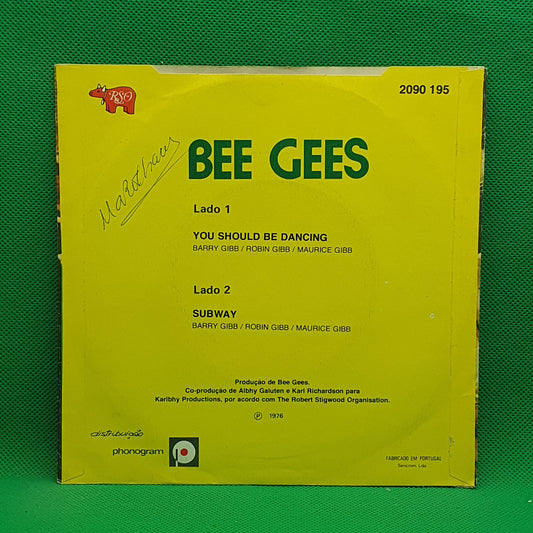 RSO
2090 195
BEE GEES
Lado 1
YOU SHOULD BE DANCING
BARRY GIBB / ROBIN GIBB / MAURICE GIBB
Lado 2
SUBWAY
BARRY GIBB / ROBIN GIBB / MAURICE GIBB
Produção de Bee Gees.
Co-produção de Albhy Galuten e Karl Richardson para
Karlbhy Productions, por acordo com The Robert Stigwood Organisation.
Ⓟ 1976
distribuição
phonogram
FABRICADO EM PORTUGAL